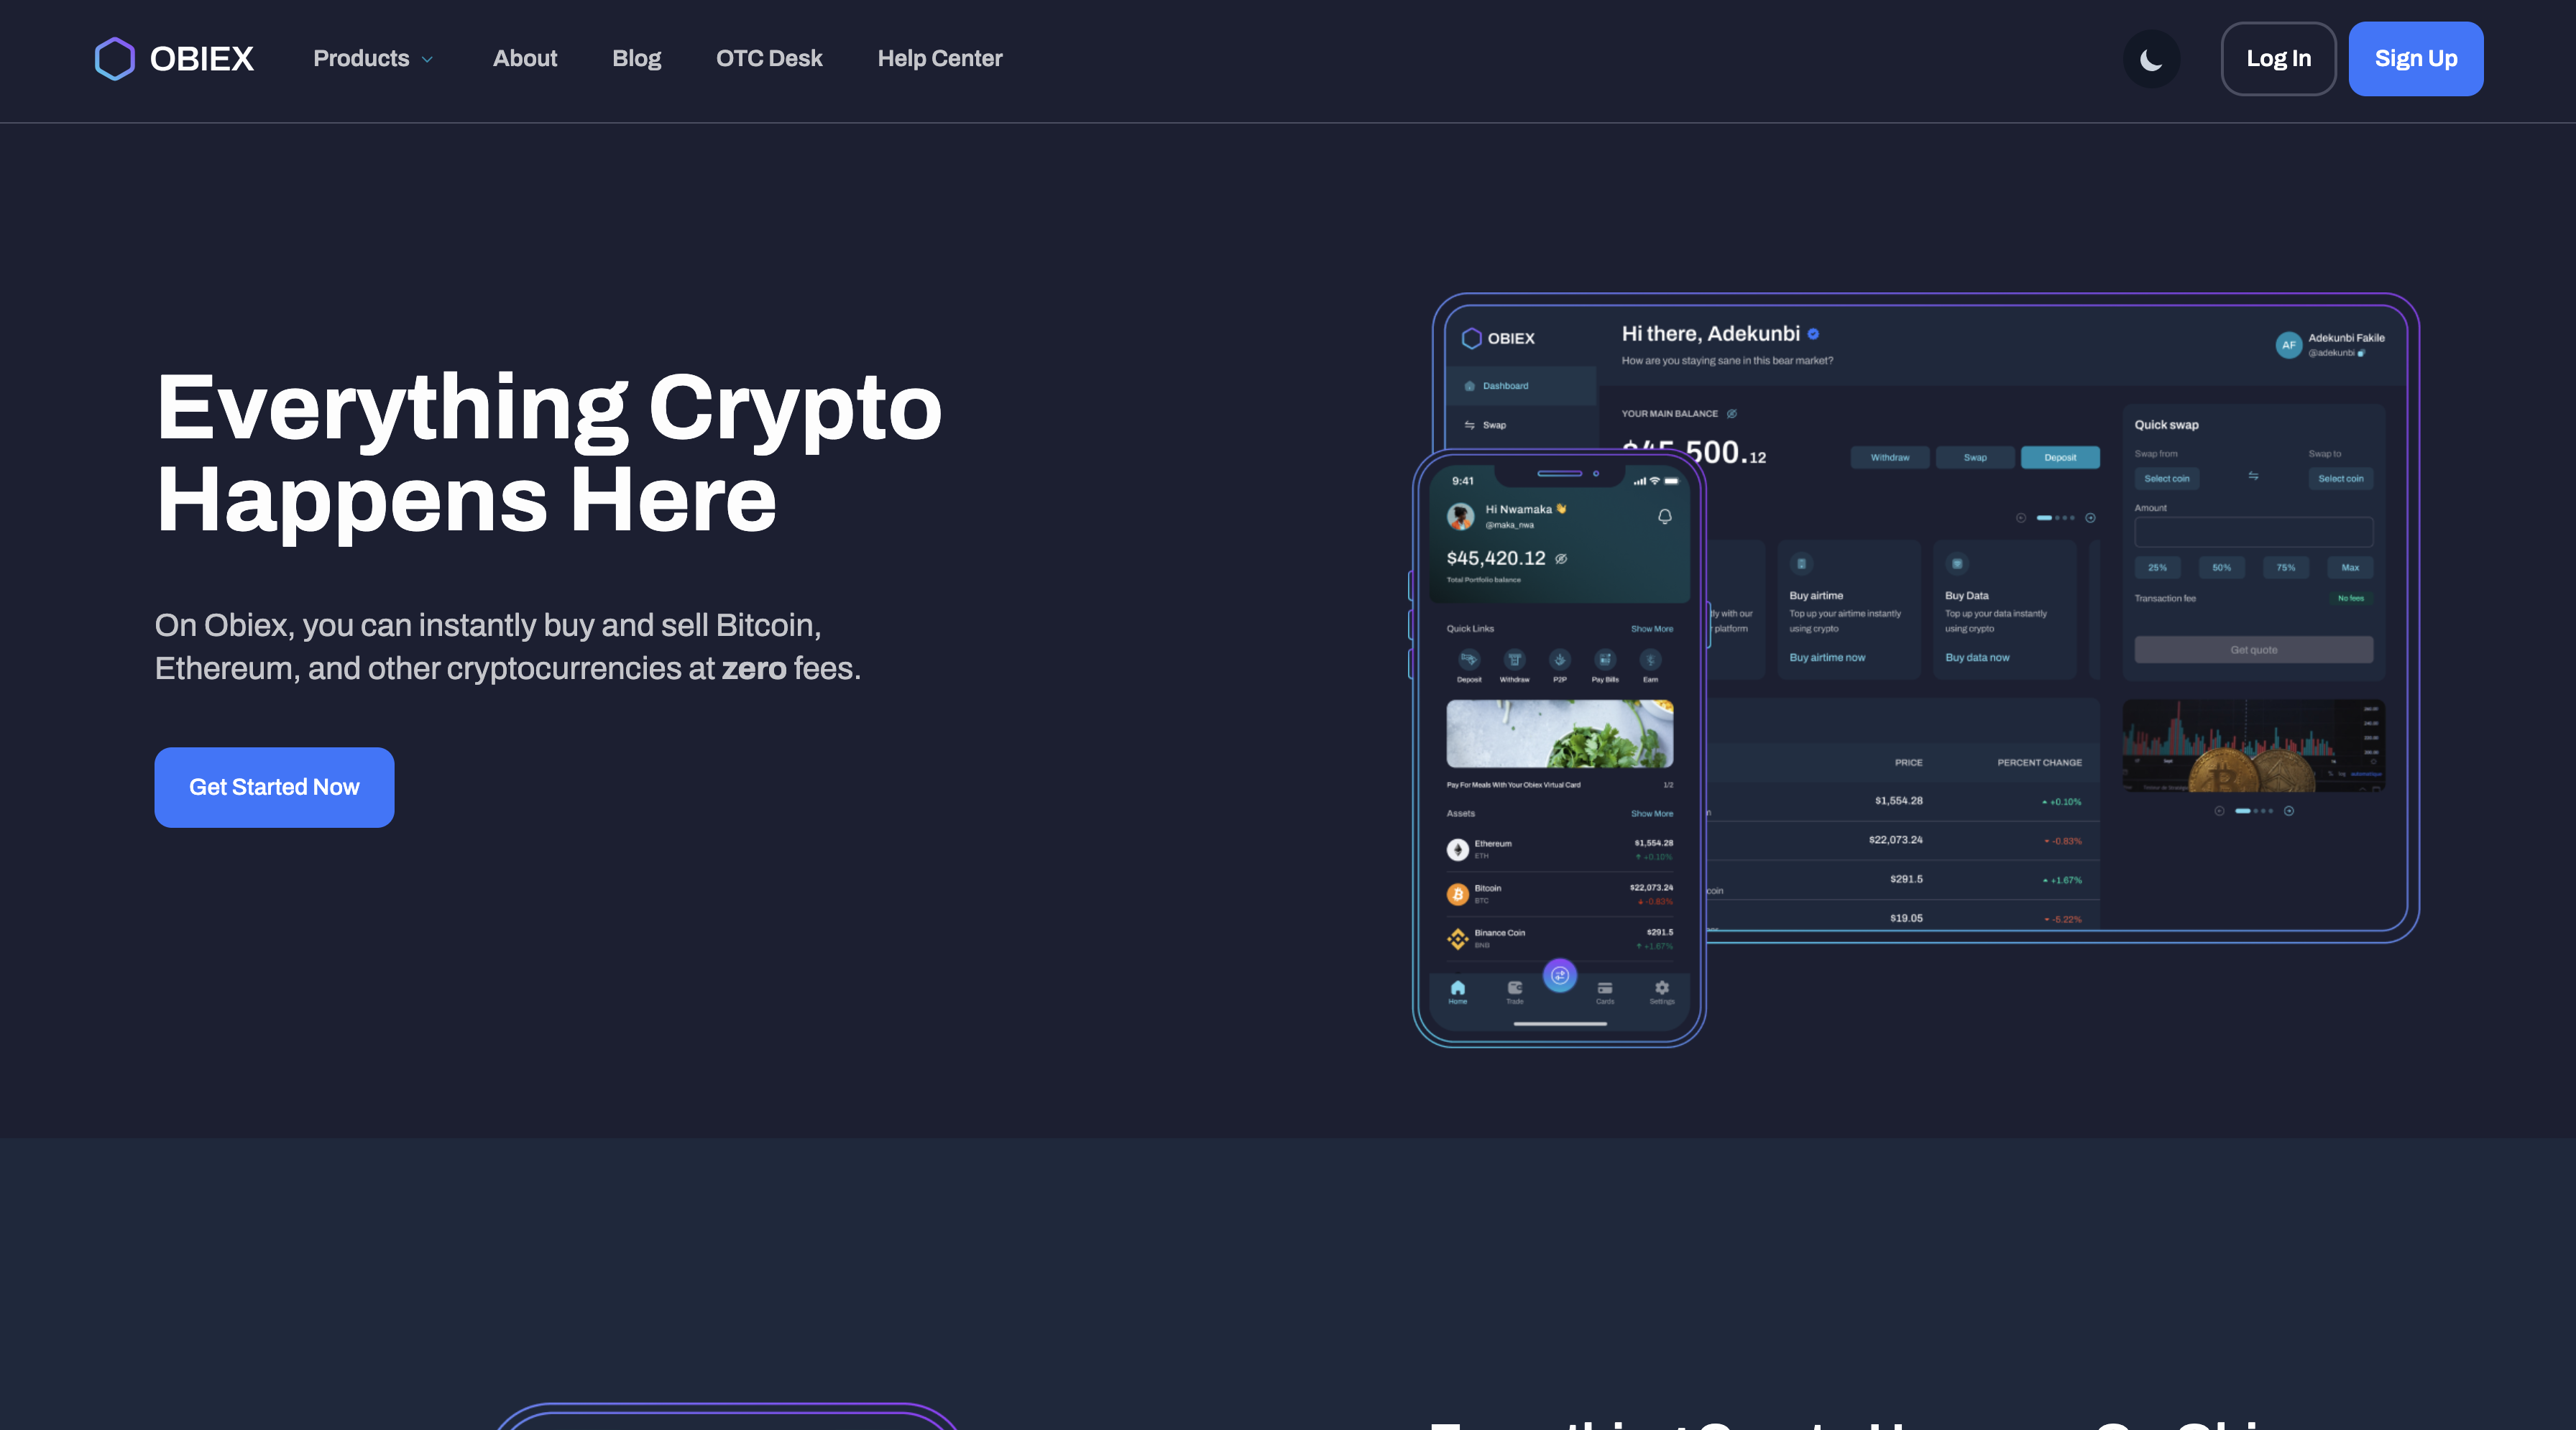 OBIEX
Products
About
Blog
OTC Desk
Help Center
Log In
Sign Up
Everything Crypto
Happens Here
On Obiex, you can instantly buy and sell Bitcoin,
Ethereum, and other cryptocurrencies at zero fees.
Get Started Now
OBIEX
Dashboard
Swap
Hi there, Adekunbi
How are you staying sane in this bear market?
AF
Adekunbi Fakile
@adekunbi
YOUR MAIN BALANCE
$45,500.12
Withdraw
Swap
Deposit
Quick swap
Swap from
Swap to
Select coin
Select coin
Amount
25%
50%
75%
Max
Transaction fee
No fees
Get quote
with our
platform
Buy airtime
Top up your airtime instantly
using crypto
Buy airtime now
Buy Data
Top up your data instantly
using crypto
Buy data now
PRICE
PERCENT CHANGE
$1,554.28
+0.10%
$22,073.24
-0.83%
$291.5
+1.67%
coin
$19.05
-5.22%
9:41
Hi Nwamaka
@maka_nwa
$45,420.12
Total Portfolio balance
Quick Links
Show More
Deposit
Withdraw
P2P
Pay Bills
Earn
Pay For Meals With Your Obiex Virtual Card
1/2
Assets
Show More
Ethereum
$1,554.28
ETH
+0.10%
Bitcoin
$22,073.24
BTC
-0.83%
Binance Coin
$291.5
BNB
+1.67%
Home
Trade
Cards
Settings